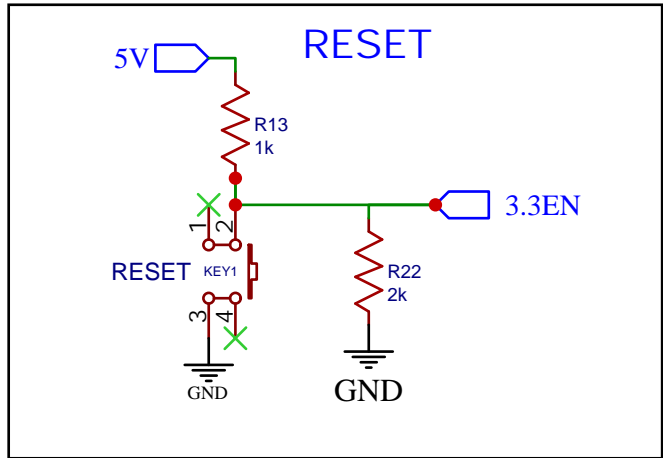 RESET
5V
R13
1k
3.3EN
1
2
RESET
KEY1
R22
2k
3
4
GND
GND